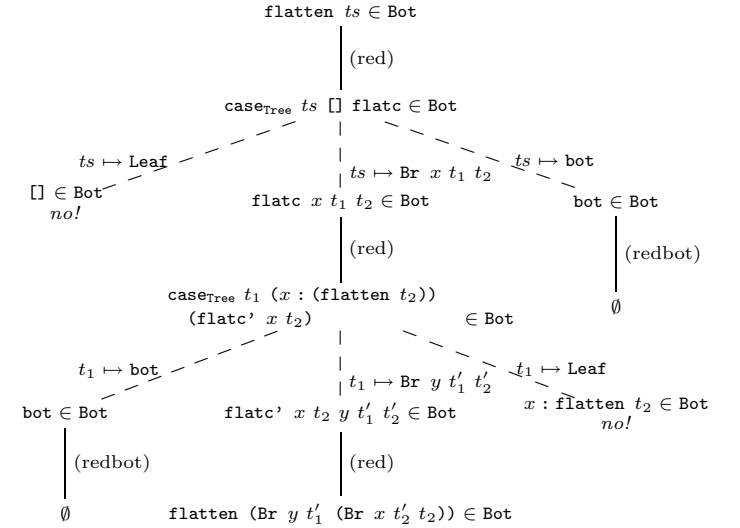 flatten ts ∈ Bot
(red)
case_Tree ts [] flatc ∈ Bot
ts ↦ Leaf
ts ↦ bot
ts ↦ Br x t₁ t₂
[] ∈ Bot
no!
flatc x t₁ t₂ ∈ Bot
bot ∈ Bot
(red)
(redbot)
case_Tree t₁ (x : (flatten t₂))
(flatc' x t₂) ∈ Bot
∅
t₁ ↦ bot
t₁ ↦ Leaf
t₁ ↦ Br y t′₁ t′₂
bot ∈ Bot
flatc' x t₂ y t′₁ t′₂ ∈ Bot
x : flatten t₂ ∈ Bot
no!
(redbot)
(red)
∅
flatten (Br y t′₁ (Br x t′₂ t₂)) ∈ Bot